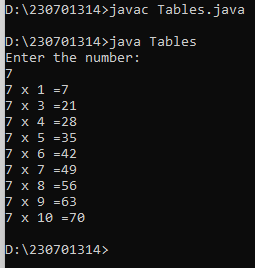 D:\230701314>javac Tables.java
D:\230701314>java Tables
Enter the number:
7
7 x 1 =7
7 x 3 =21
7 x 4 =28
7 x 5 =35
7 x 6 =42
7 x 7 =49
7 x 8 =56
7 x 9 =63
7 x 10 =70
D:\230701314>